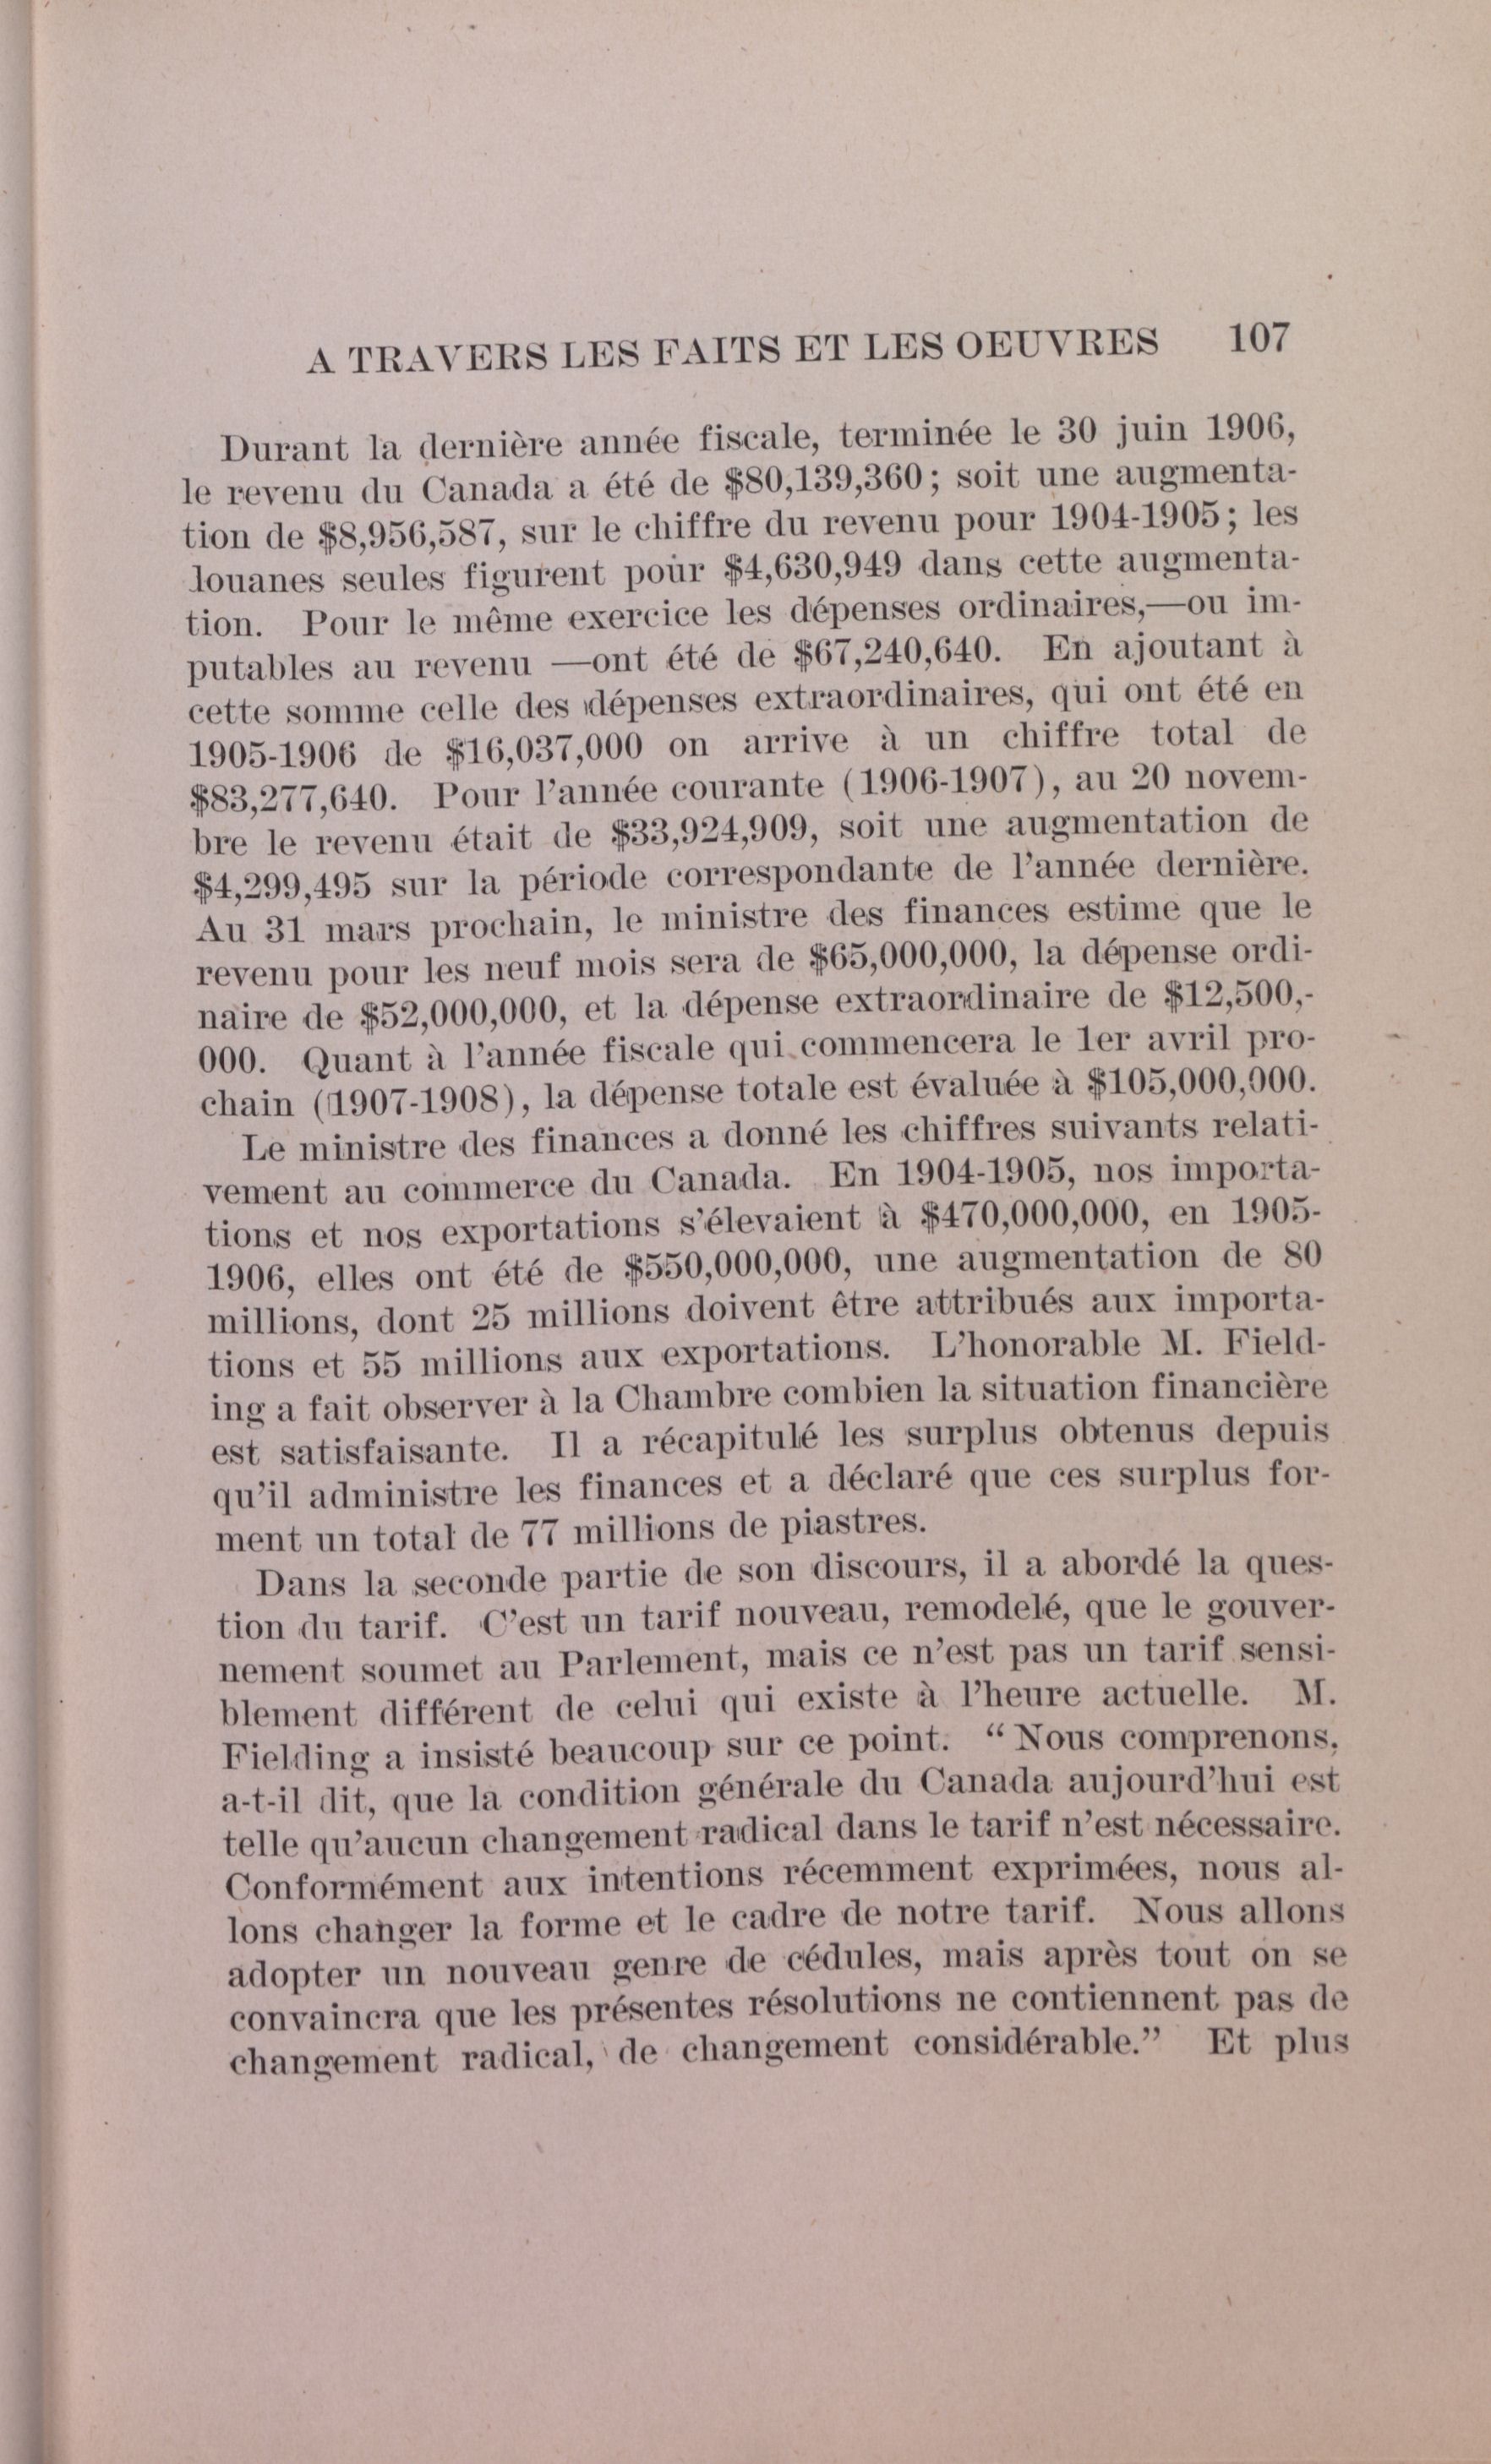 A TRAVERS LES FAITS ET LES OEUVRES 107
Durant la dernière année fiscale, terminée le 30 juin 1906,
le revenu du Canada a été de $80,139,360; soit une augmenta-
tion de $8,956,587, sur le chiffre du revenu pour 1904-1905; les
louanes seules figurent pour $4,630,949 dans cette augmenta-
tion. Pour le même exercice les dépenses ordinaires,—ou im-
putables au revenu —ont été de $67,240,640. En ajoutant à
cette somme celle des dépenses extraordinaires, qui ont été en
1905-1906 de $16,037,000 on arrive à un chiffre total de
$83,277,640. Pour l'année courante (1906-1907), au 20 novem-
bre le revenu était de $33,924,909, soit une augmentation de
$4,299,495 sur la période correspondante de l'année dernière.
Au 31 mars prochain, le ministre des finances estime que le
revenu pour les neuf mois sera de $65,000,000, la dépense ordi-
naire de $52,000,000, et la dépense extraordinaire de $12,500,-
000. Quant à l'année fiscale qui commencera le 1er avril pro-
chain (1907-1908), la dépense totale est évaluée à $105,000,000.
Le ministre des finances a donné les chiffres suivants relati-
vement au commerce du Canada. En 1904-1905, nos importa-
tions et nos exportations s'élevaient à $470,000,000, en 1905-
1906, elles ont été de $550,000,000, une augmentation de 80
millions, dont 25 millions doivent être attribués aux importa-
tions et 55 millions aux exportations. L'honorable M. Field-
ing a fait observer à la Chambre combien la situation financière
est satisfaisante. Il a récapitulé les surplus obtenus depuis
qu'il administre les finances et a déclaré que ces surplus for-
ment un total de 77 millions de piastres.
Dans la seconde partie de son discours, il a abordé la ques-
tion du tarif. C'est un tarif nouveau, remodelé, que le gouver-
nement soumet au Parlement, mais ce n'est pas un tarif sensi-
blement différent de celui qui existe à l'heure actuelle. M.
Fielding a insisté beaucoup sur ce point. “Nous comprenons,
a-t-il dit, que la condition générale du Canada aujourd'hui est
telle qu'aucun changement radical dans le tarif n'est nécessaire.
Conformément aux intentions récemment exprimées, nous al-
lons changer la forme et le cadre de notre tarif. Nous allons
adopter un nouveau genre de cédules, mais après tout on se
convaincra que les présentes résolutions ne contiennent pas de
changement radical, de changement considérable.” Et plus